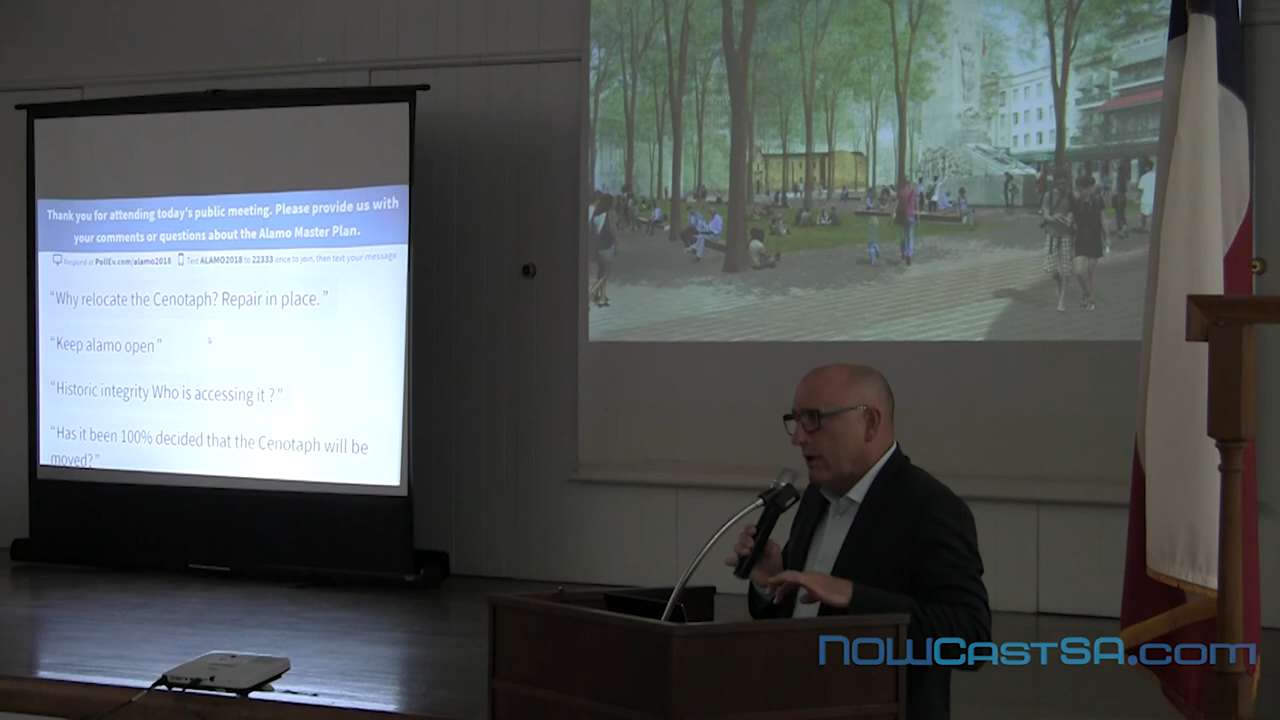 Thank you for attending today's public meeting. Please provide us with
your comments or questions about the Alamo Master Plan.
Respond at PollEv.com/alamo2018 Text ALAMO2018 to 22333 once to join, then text your message
“Why relocate the Cenotaph? Repair in place. ”
“Keep alamo open”
“Historic integrity Who is accessing it ? ”
“Has it been 100% decided that the Cenotaph will be
moved?”
NOWCastSA.com